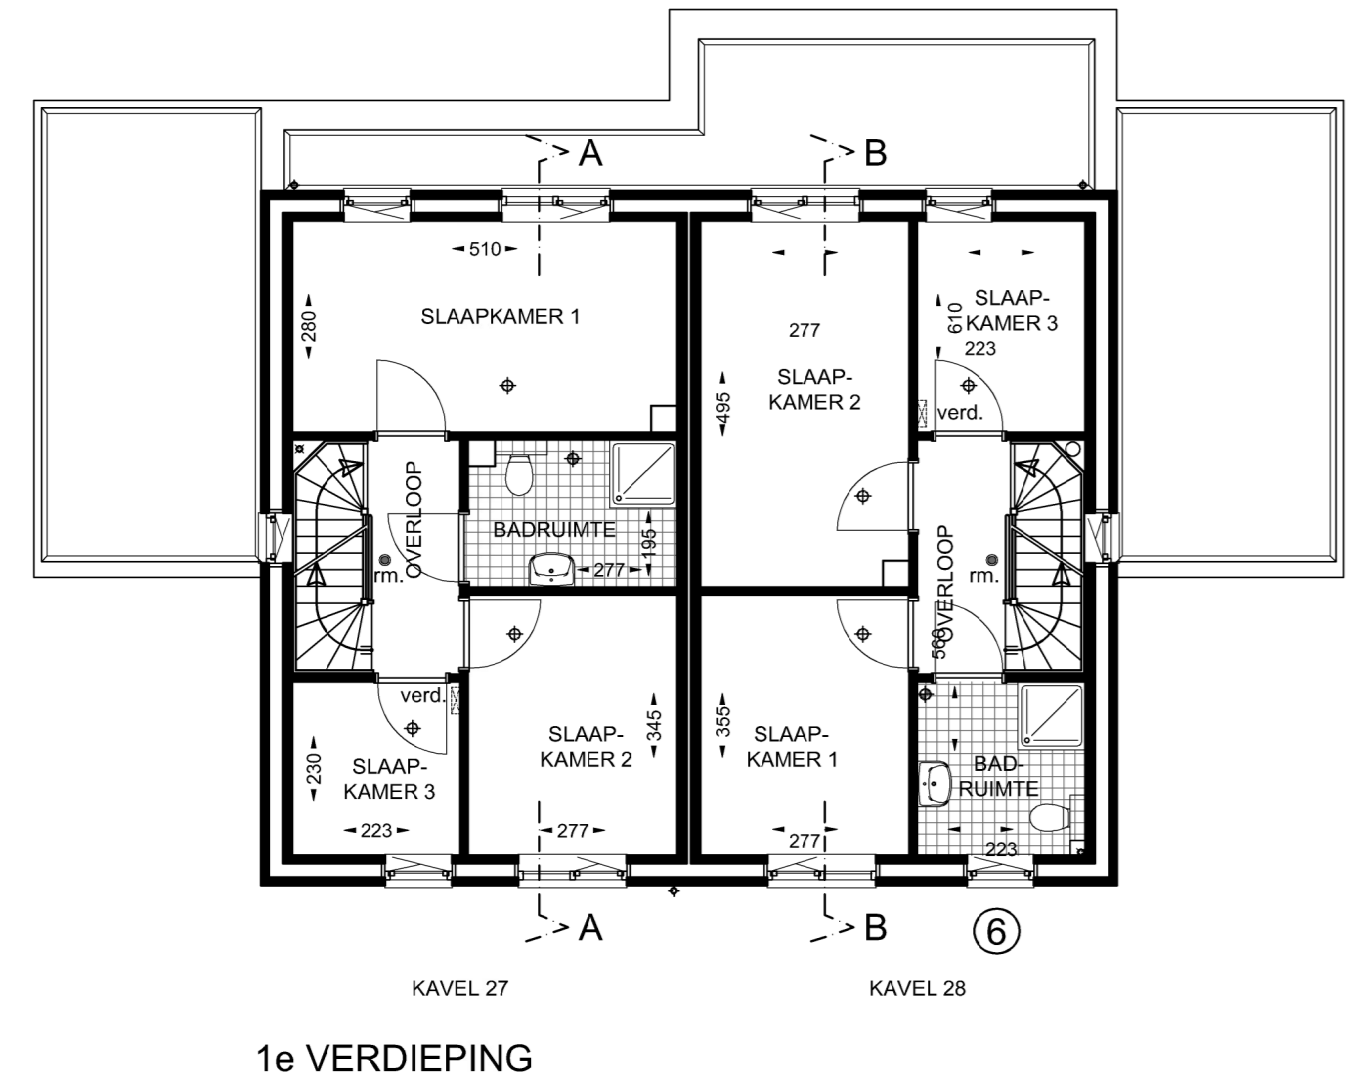 A
B
510
SLAAPKAMER 1
280
277
SLAAP-
KAMER 2
495
SLAAP-
KAMER 3
610
223
verd.
OVERLOOP
rm.
BADRUIMTE
195
277
OVERLOOP
rm.
560
verd.
SLAAP-
KAMER 3
230
223
SLAAP-
KAMER 2
345
277
SLAAP-
KAMER 1
355
277
BAD-
RUIMTE
223
A
B
6
KAVEL 27
KAVEL 28
1e VERDIEPING